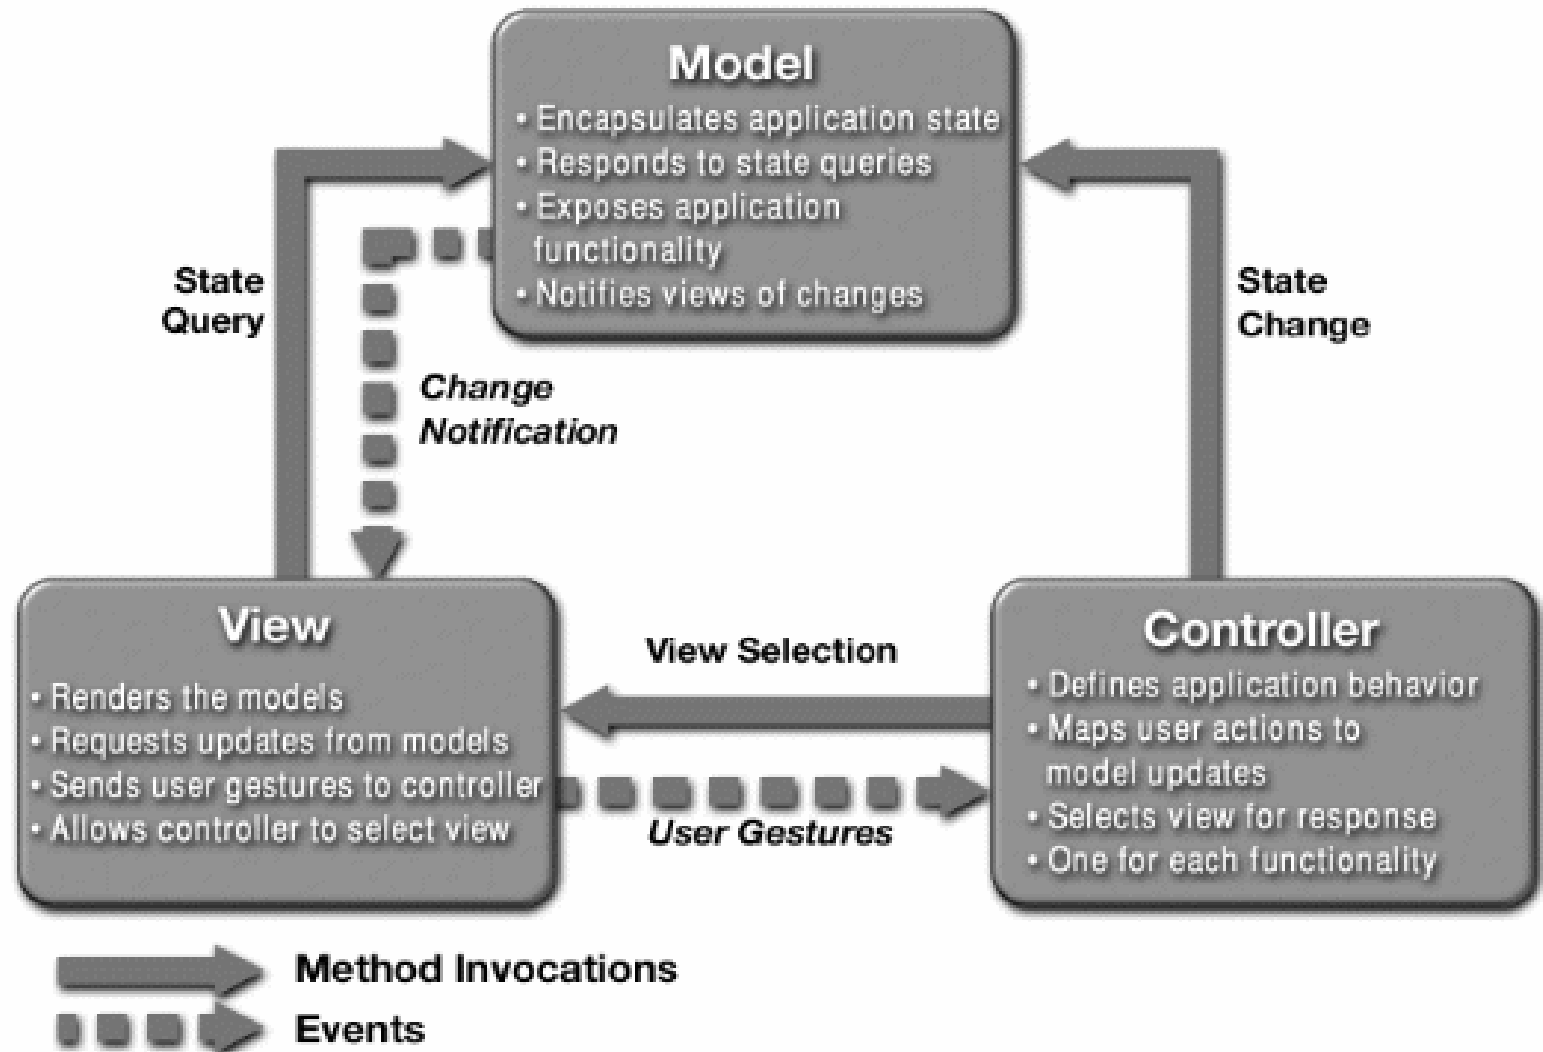 Model
• Encapsulates application state
• Responds to state queries
• Exposes application
functionality
• Notifies views of changes
State
Query
Change
Notification
State
Change
View
• Renders the models
• Requests updates from models
• Sends user gestures to controller
• Allows controller to select view
View Selection
User Gestures
Controller
• Defines application behavior
• Maps user actions to
model updates
• Selects view for response
• One for each functionality
Method Invocations
Events